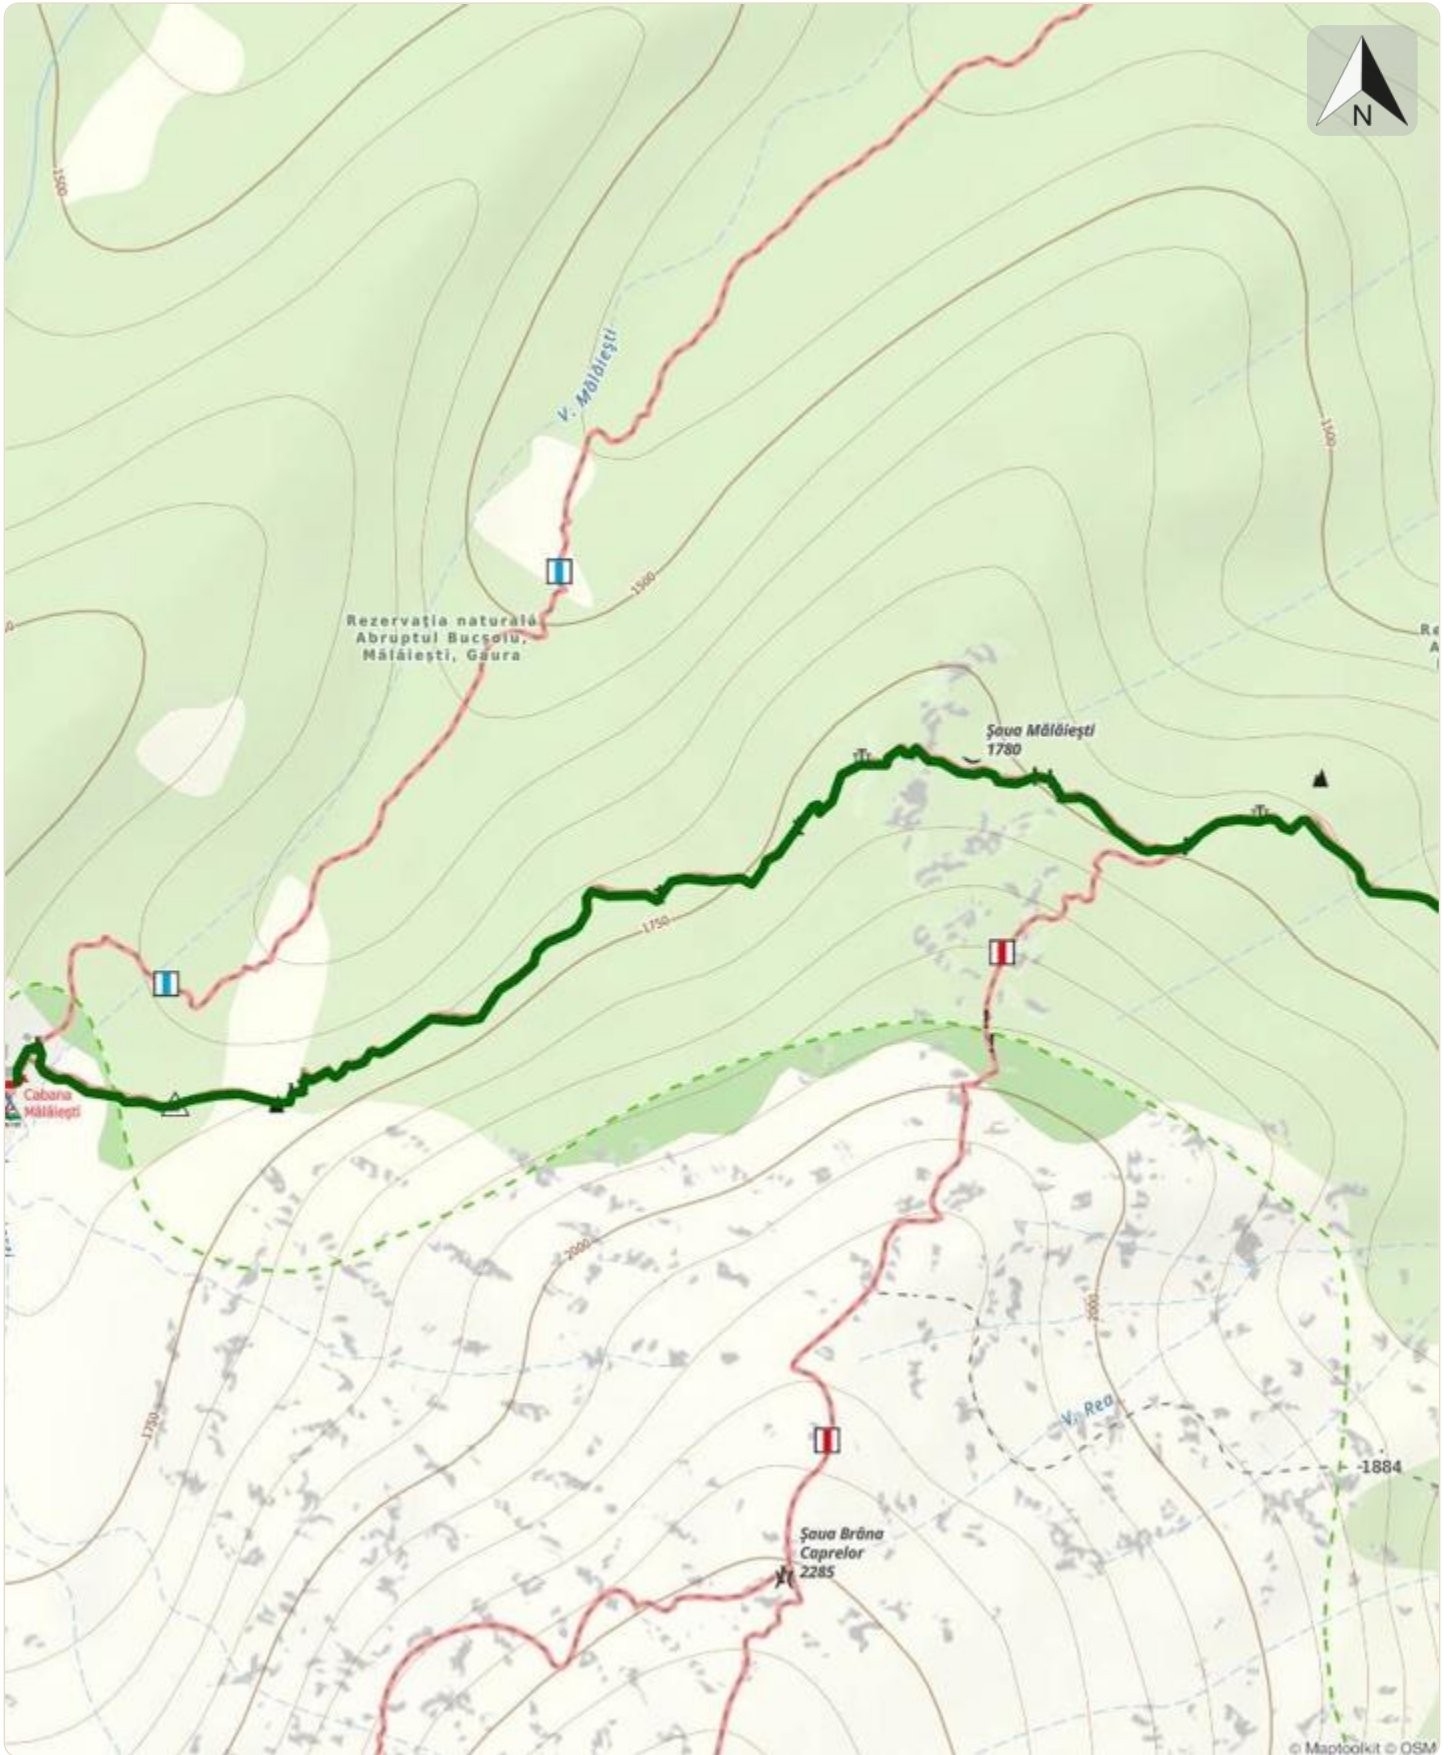 N
1500
V. Mălăiești
1500
1500
Rezervația naturală
Abruptul Bucșoiu,
Mălăiești, Gaura
Re
A
Șaua Mălăiești
1780
1750
Cabana
Mălăiești
2000
2000
1750
V. Rea
1884
Șaua Brâna
Caprelor
2285
© Maptoolkit © OSM